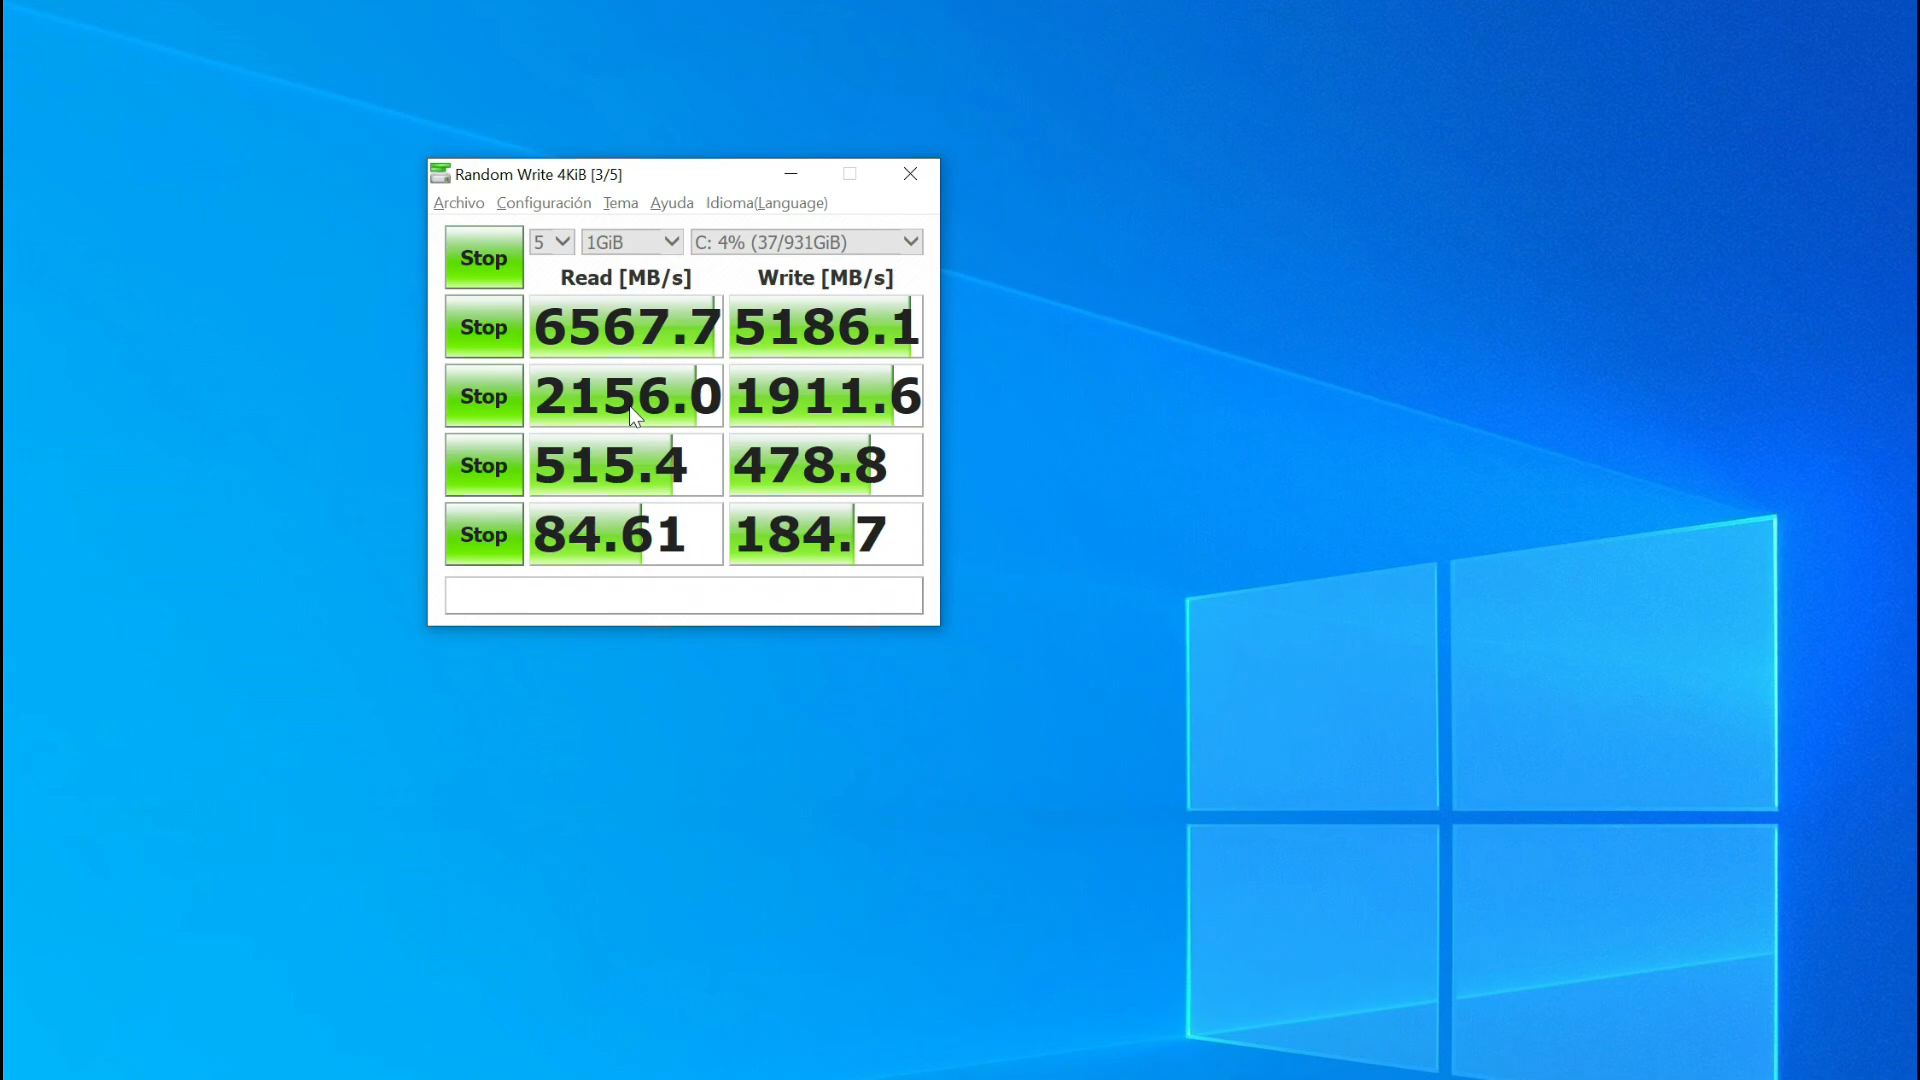 Random Write 4KiB [3/5]
Archivo Configuración Tema Ayuda Idioma(Language)
Stop 5 1GiB C: 4% (37/931GiB)
Read [MB/s] Write [MB/s]
Stop 6567.7 5186.1
Stop 2156.0 1911.6
Stop 515.4 478.8
Stop 84.61 184.7